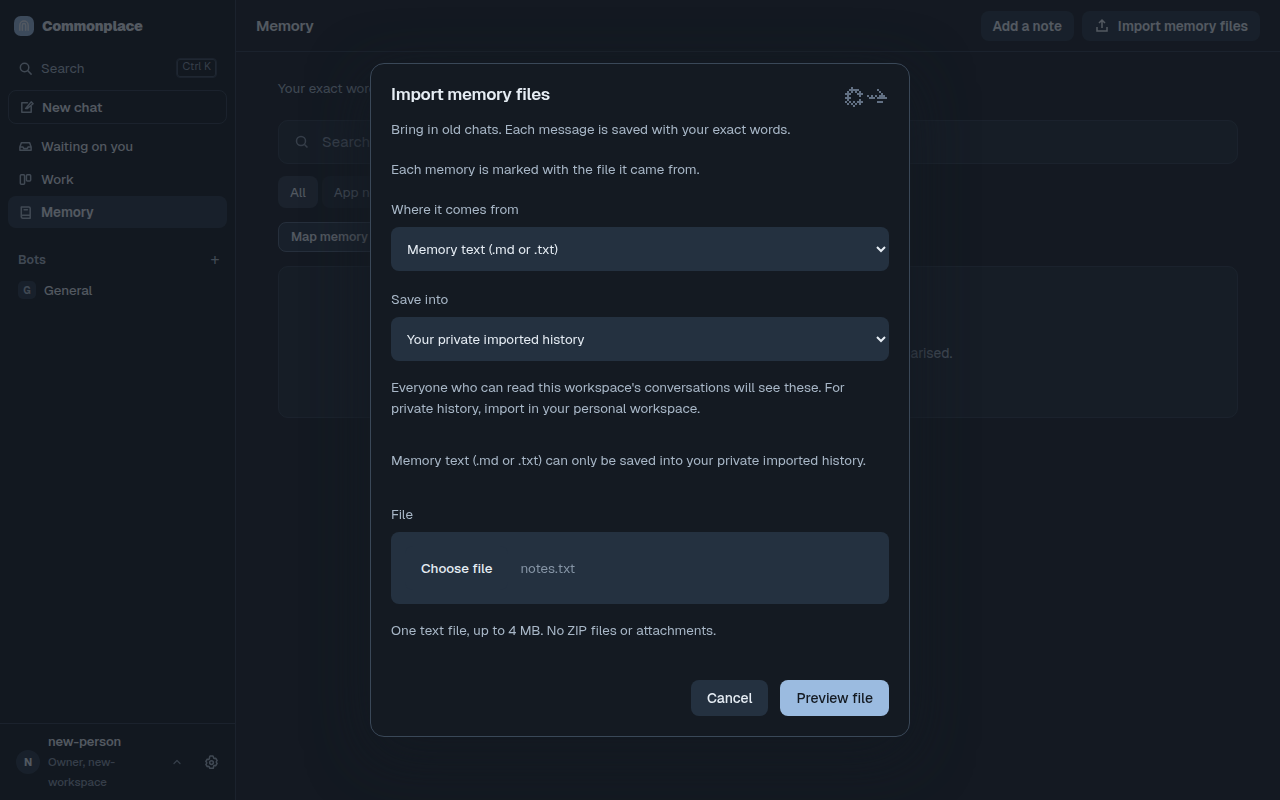 Commonplace
Memory
Add a note
Import memory files
Search
Ctrl K
New chat
Waiting on you
Work
Memory
Bots
+
G
General
Your exact
Search
All
App
Map memory
arised.
Import memory files
Bring in old chats. Each message is saved with your exact words.
Each memory is marked with the file it came from.
Where it comes from
Memory text (.md or .txt)
Save into
Your private imported history
Everyone who can read this workspace's conversations will see these. For
private history, import in your personal workspace.
Memory text (.md or .txt) can only be saved into your private imported history.
File
Choose file
notes.txt
One text file, up to 4 MB. No ZIP files or attachments.
Cancel
Preview file
N
new-person
Owner, new-
workspace